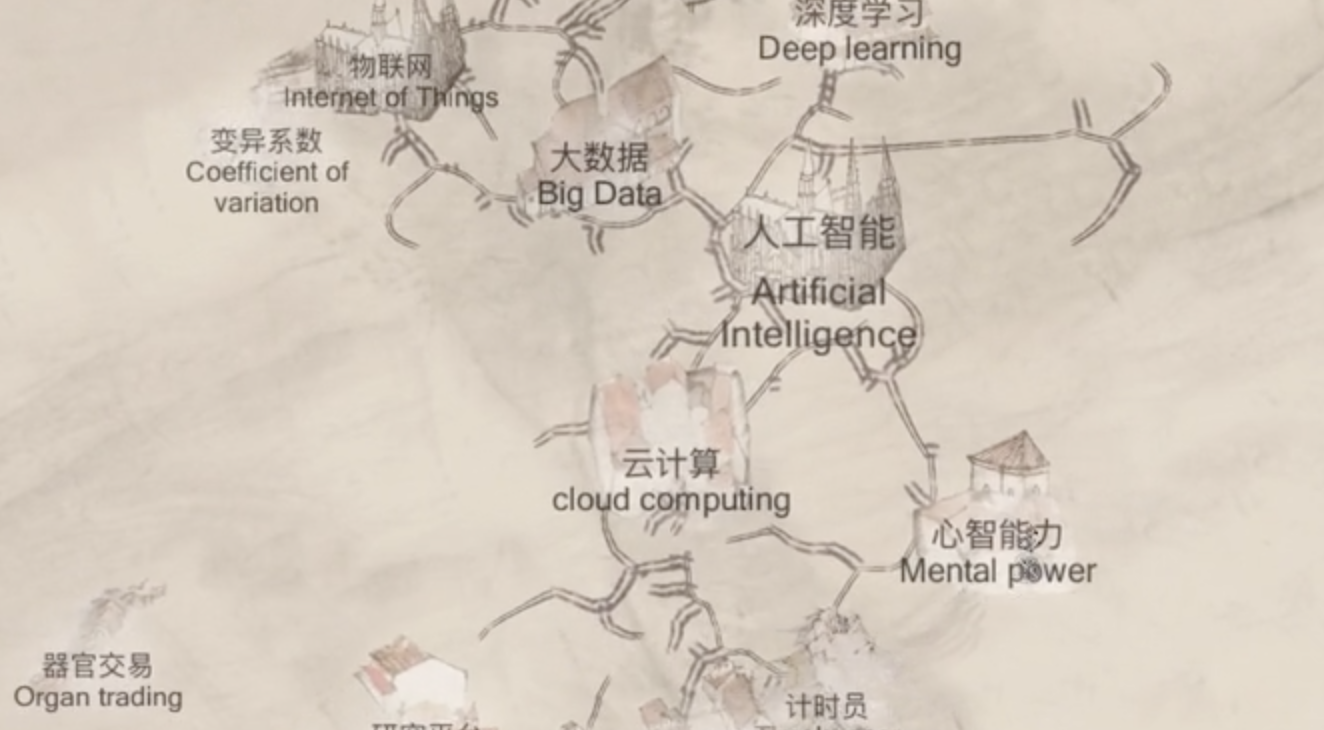 深度学习
Deep learning
物联网
Internet of Things
变异系数
Coefficient of
variation
大数据
Big Data
人工智能
Artificial
Intelligence
云计算
cloud computing
心智能力
Mental power
器官交易
Organ trading
计时员